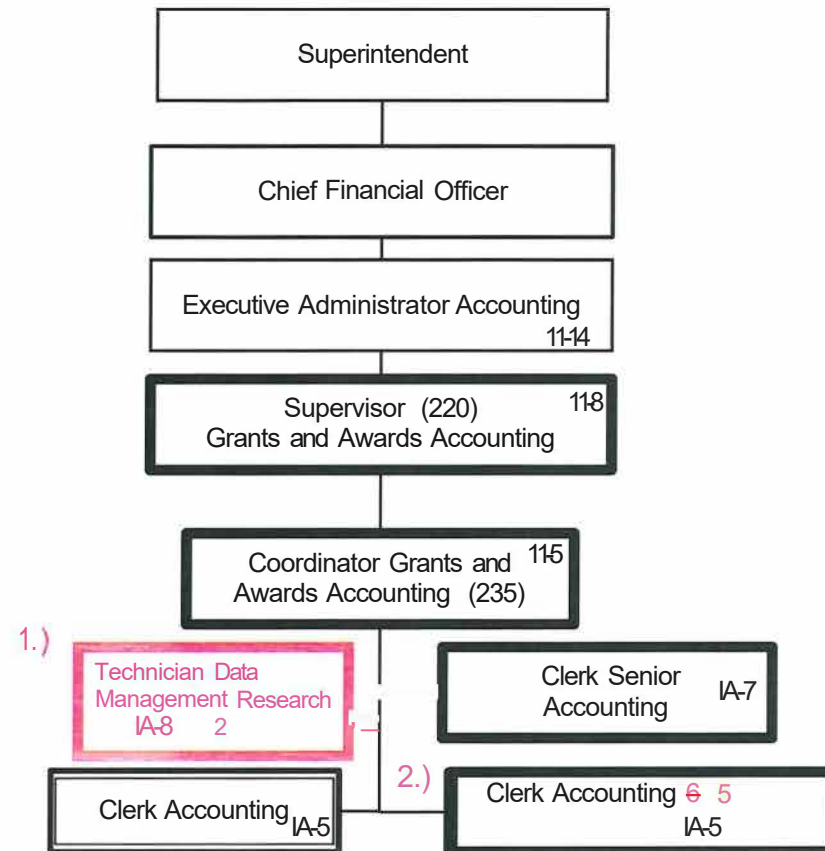 Superintendent
Chief Financial Officer
Executive Administrator Accounting
11-14
Supervisor (220) 11-8
Grants and Awards Accounting
Coordinator Grants and 11-5
Awards Accounting (235)
1.)
Technician Data
Management Research
IA-8 2
Clerk Senior
Accounting IA-7
Clerk Accounting IA-5
2.)
Clerk Accounting 6 5
IA-5